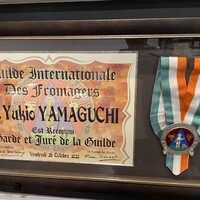 Guilde Internationale
Des Fromagers
. Yukio YAMAGUCHI
Est Reconnu
Garde et Juré de la Guilde
Vendredi 21 Octobre 2022